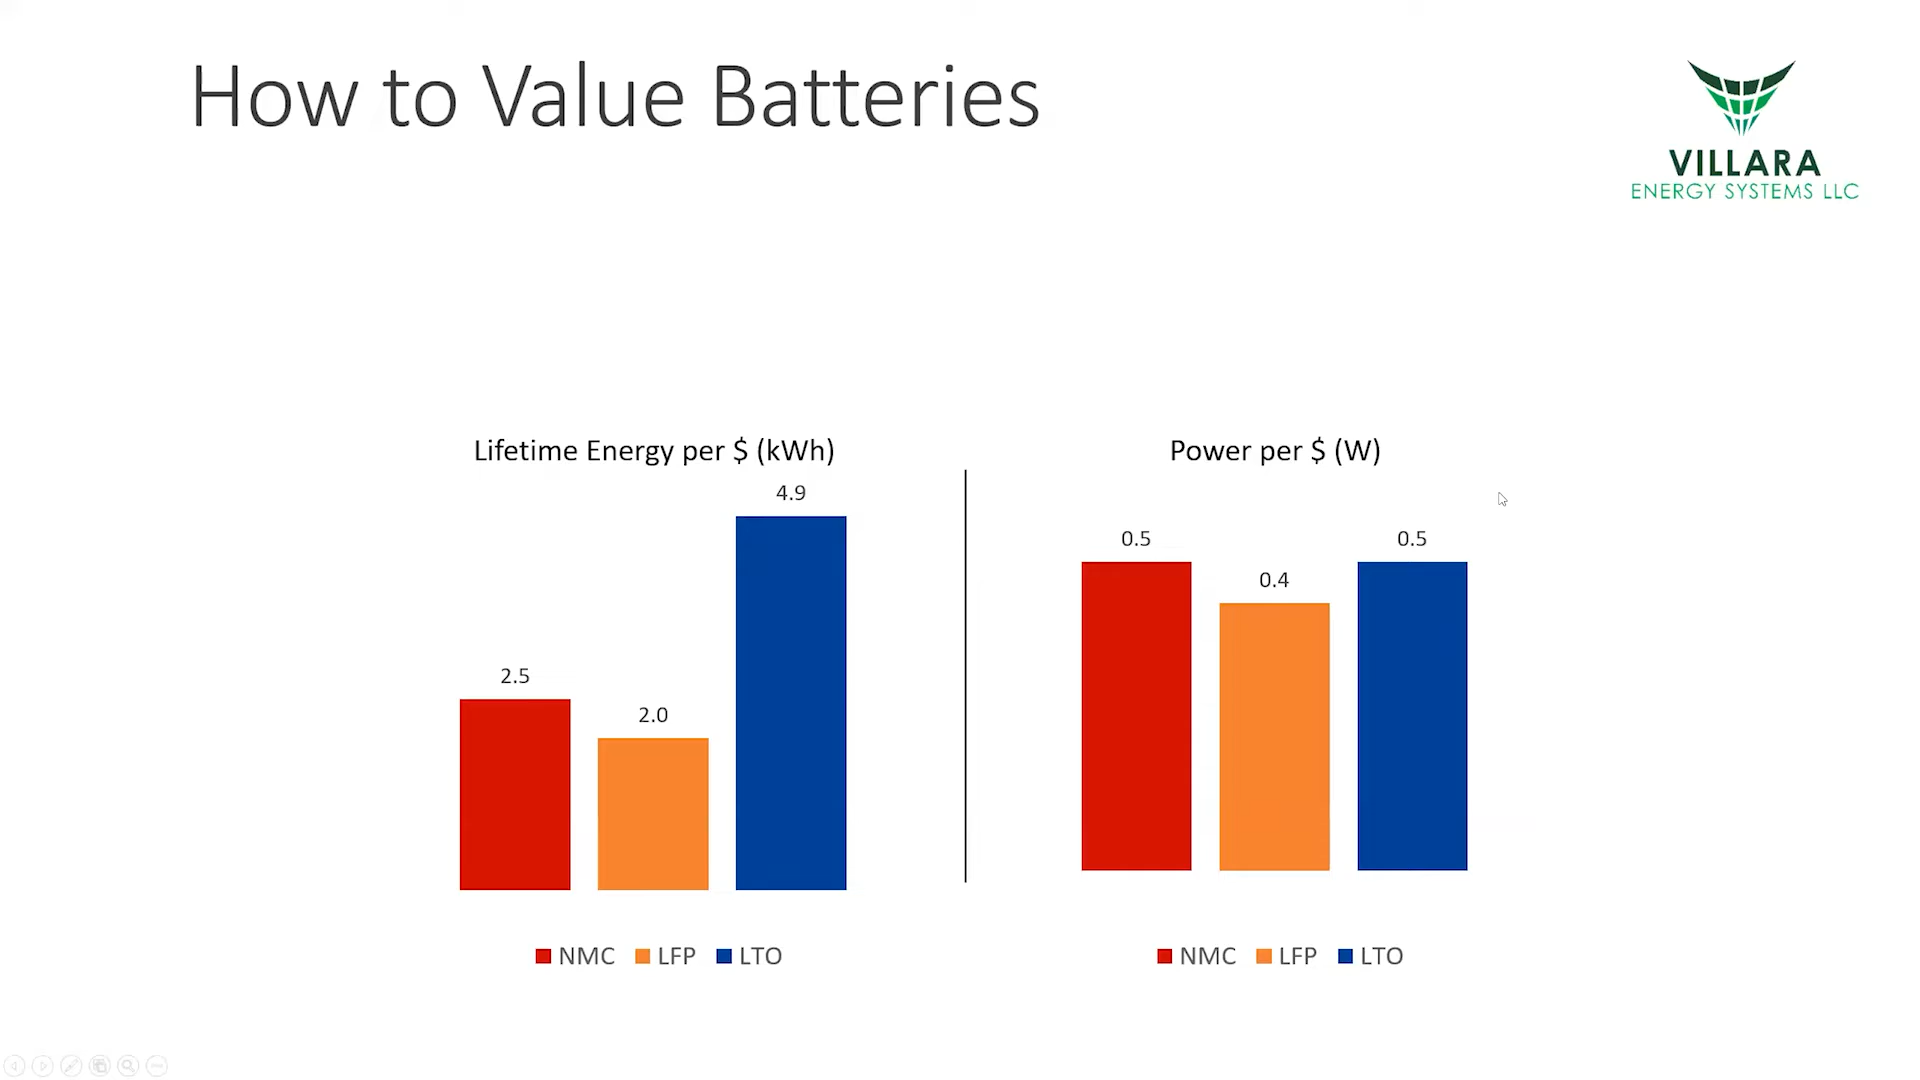 How to Value Batteries
VILLARA
ENERGY SYSTEMS LLC
Lifetime Energy per $ (kWh)
4.9
2.5
2.0
NMC LFP LTO
Power per $ (W)
0.5
0.4
0.5
NMC LFP LTO